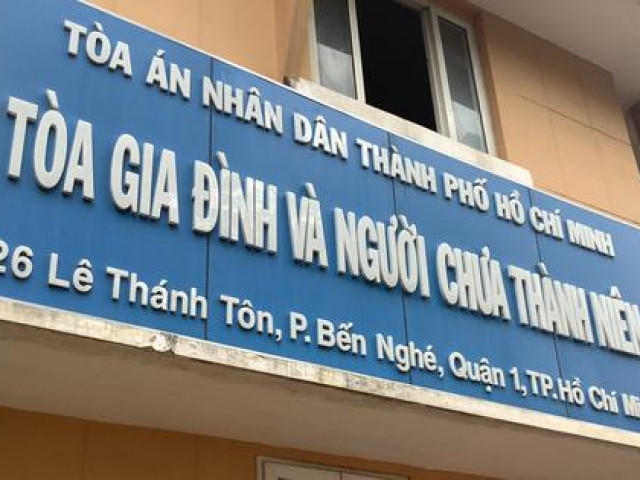 TÒA ÁN NHÂN DÂN THÀNH PHỐ HỒ CHÍ MINH
TÒA GIA ĐÌNH VÀ NGƯỜI CHƯA THÀNH NIÊN
26 Lê Thánh Tôn, P. Bến Nghé, Quận 1, TP. Hồ Chí Mi